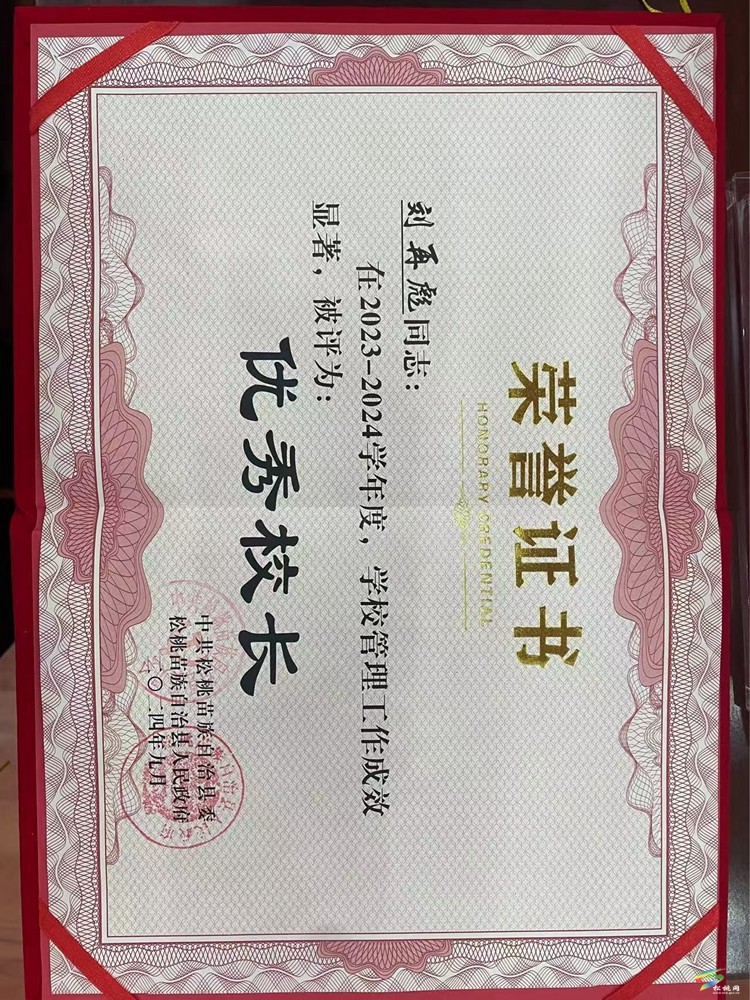 荣誉证书
HONORARY CREDENTIAL
刘再彪同志：
在2023-2024学年度，学校管理工作成效
显著，被评为：
优秀校长
中共松桃苗族自治县委
松桃苗族自治县人民政府
二〇二四年九月
松桃网